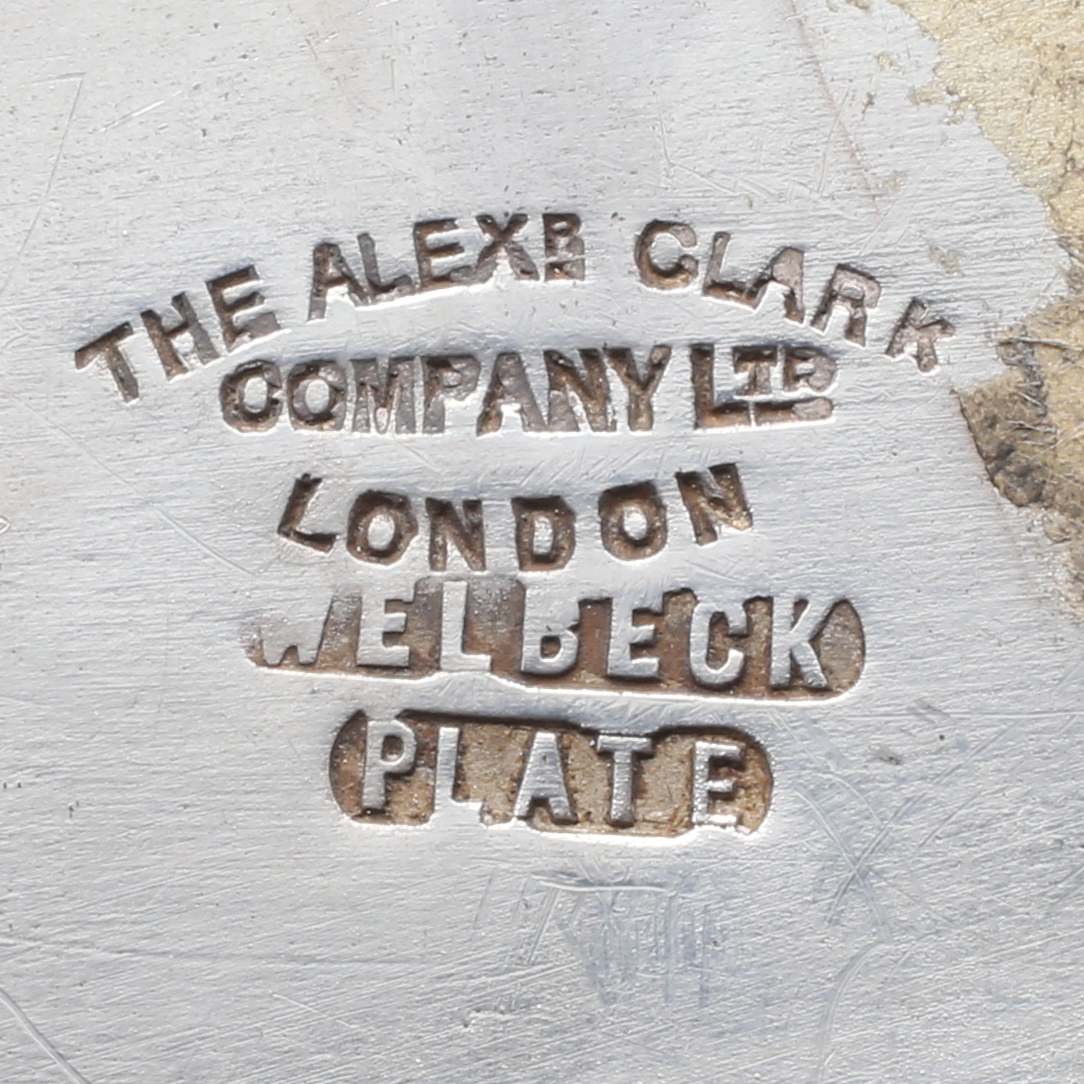 THE ALEXR CLARK
COMPANY LTD
LONDON
WELBECK
PLATE